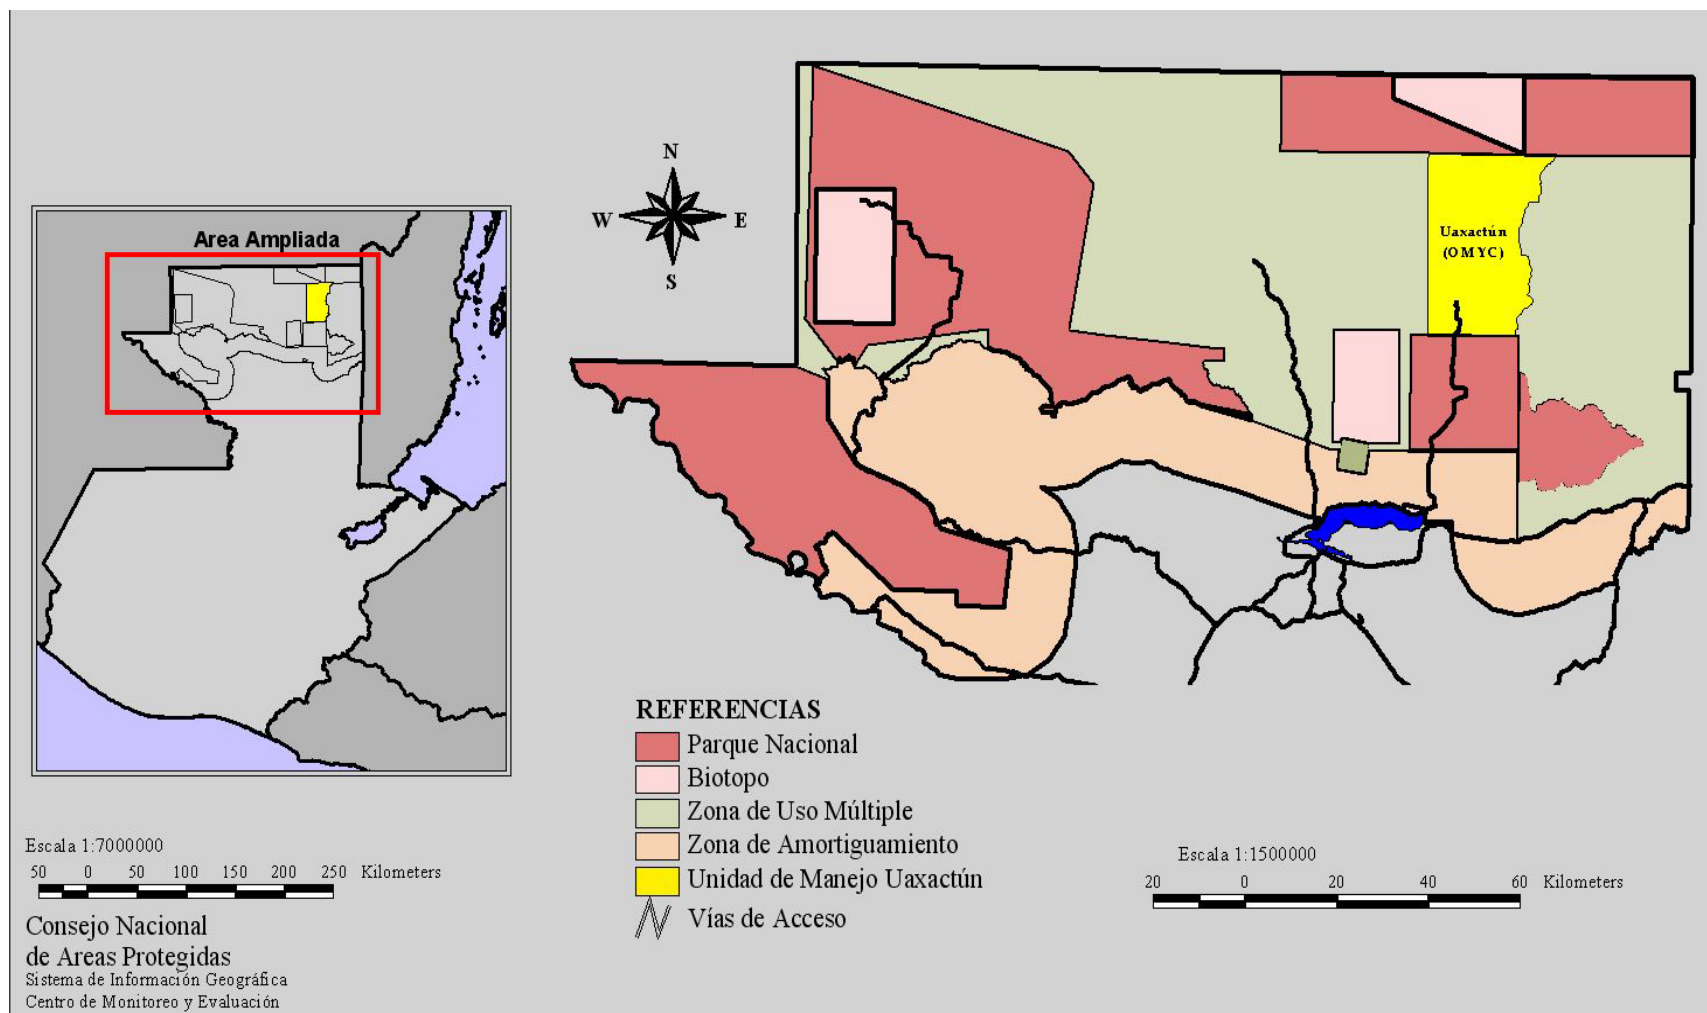 Area Ampliada
N
W
E
S
Uaxactún
(OMYC)
REFERENCIAS
Parque Nacional
Biotopo
Zona de Uso Múltiple
Zona de Amortiguamiento
Unidad de Manejo Uaxactún
Vías de Acceso
Escala 1:7000000
50 0 50 100 150 200 250 Kilometers
Consejo Nacional
de Areas Protegidas
Sistema de Información Geográfica
Centro de Monitoreo y Evaluación
Escala 1:1500000
20 0 20 40 60 Kilometers